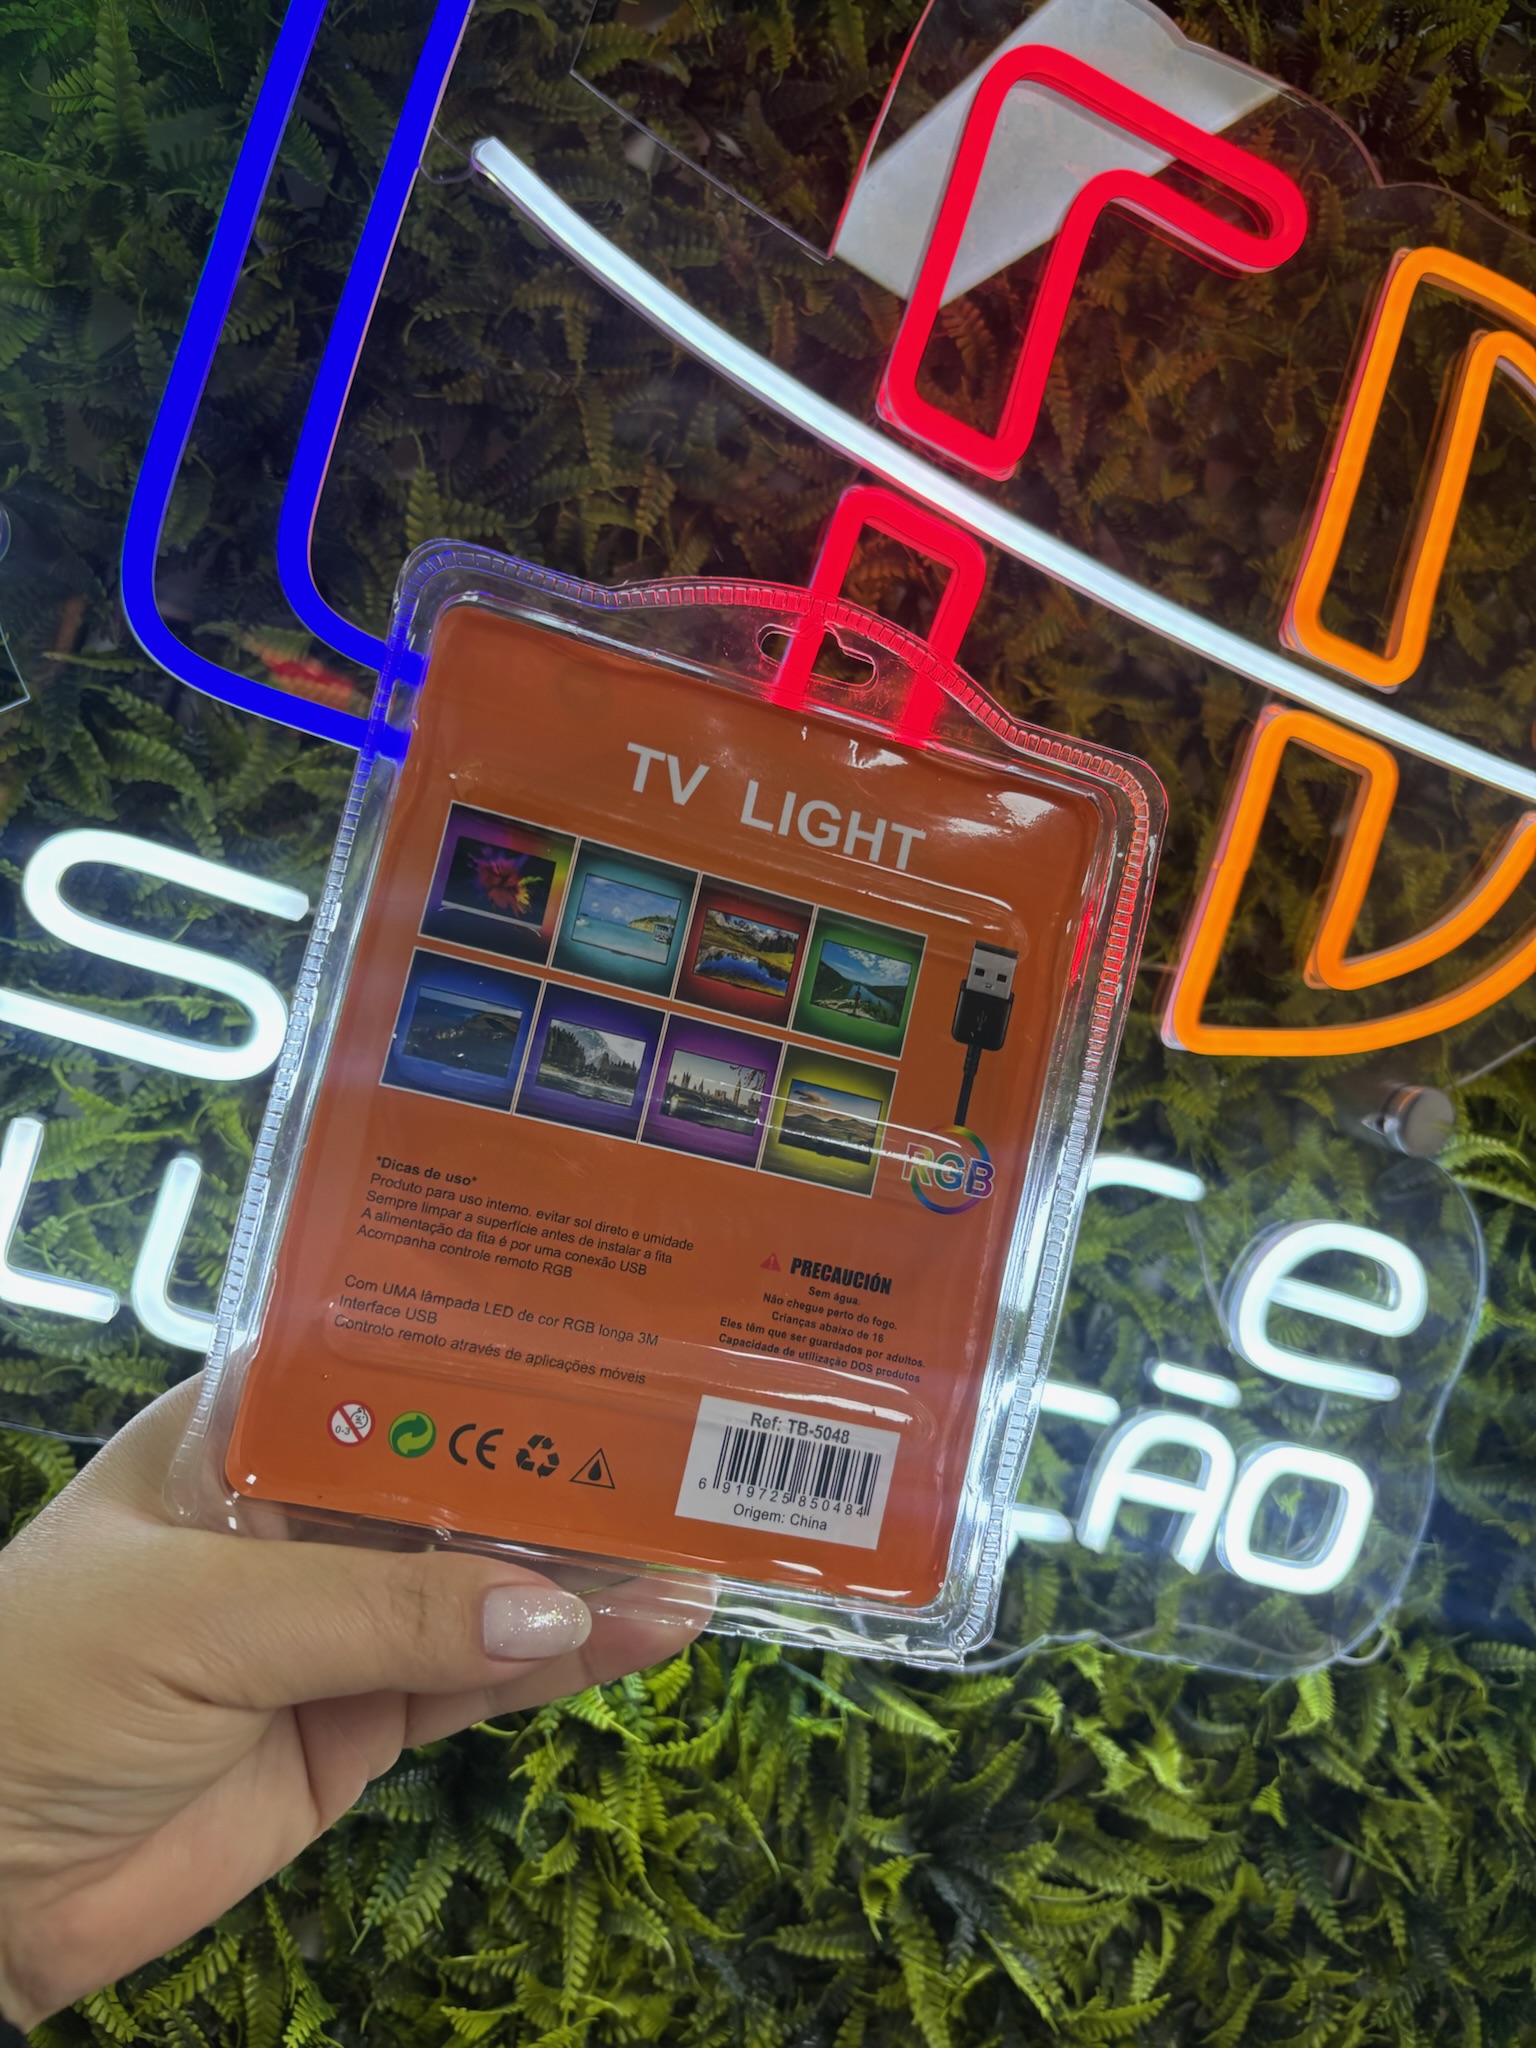 TV LIGHT
RGB
*Dicas de uso*
Produto para uso interno. evitar sol direto e umidade
Sempre limpar a superfície antes de instalar a fita
A alimentação da fita é por uma conexão USB
Acompanha controle remoto RGB
Com UMA lâmpada LED de cor RGB longa 3M
Interface USB
Controlo remoto através de aplicações móveis
PRECAUCIÓN
Sem água.
Não chegue perto do fogo.
Crianças abaixo de 16
Eles têm que ser guardados por adultos.
Capacidade de utilização DOS produtos
0-3
CE
Ref: TB-5048
6 919725 850484
Origem: China
S
LU
e
ÃO